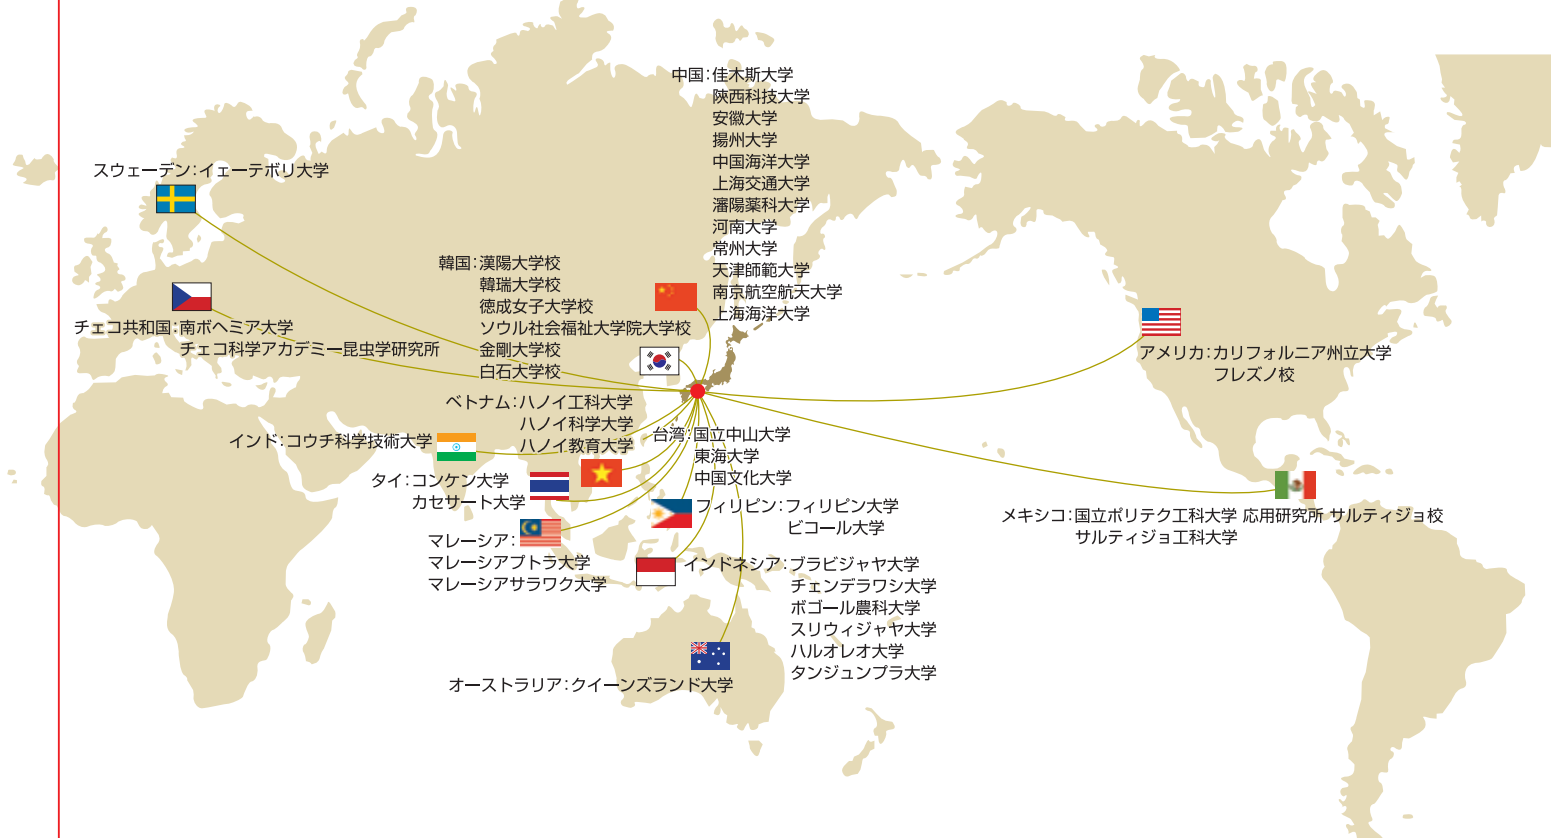 中国：佳木斯大学
陝西科技大学
安徽大学
揚州大学
中国海洋大学
上海交通大学
瀋陽薬科大学
河南大学
常州大学
天津師範大学
南京航空航天大学
上海海洋大学
スウェーデン：イェーテボリ大学
韓国：漢陽大学校
韓瑞大学校
徳成女子大学校
ソウル社会福祉大学院大学校
金剛大学校
白石大学校
チェコ共和国：南ボヘミア大学
チェコ科学アカデミー昆虫学研究所
アメリカ：カリフォルニア州立大学
フレズノ校
ベトナム：ハノイ工科大学
ハノイ科学大学
ハノイ教育大学
インド：コウチ科学技術大学
台湾：国立中山大学
東海大学
中国文化大学
タイ：コンケン大学
カセサート大学
フィリピン：フィリピン大学
ビコール大学
メキシコ：国立ポリテク工科大学 応用研究所 サルティジョ校
サルティジョ工科大学
マレーシア：
マレーシアプトラ大学
マレーシアサラワク大学
インドネシア：ブラビジャヤ大学
チェンデラワシ大学
ボゴール農科大学
スリウィジャヤ大学
ハルオレオ大学
タンジュンプラ大学
オーストラリア：クイーンズランド大学